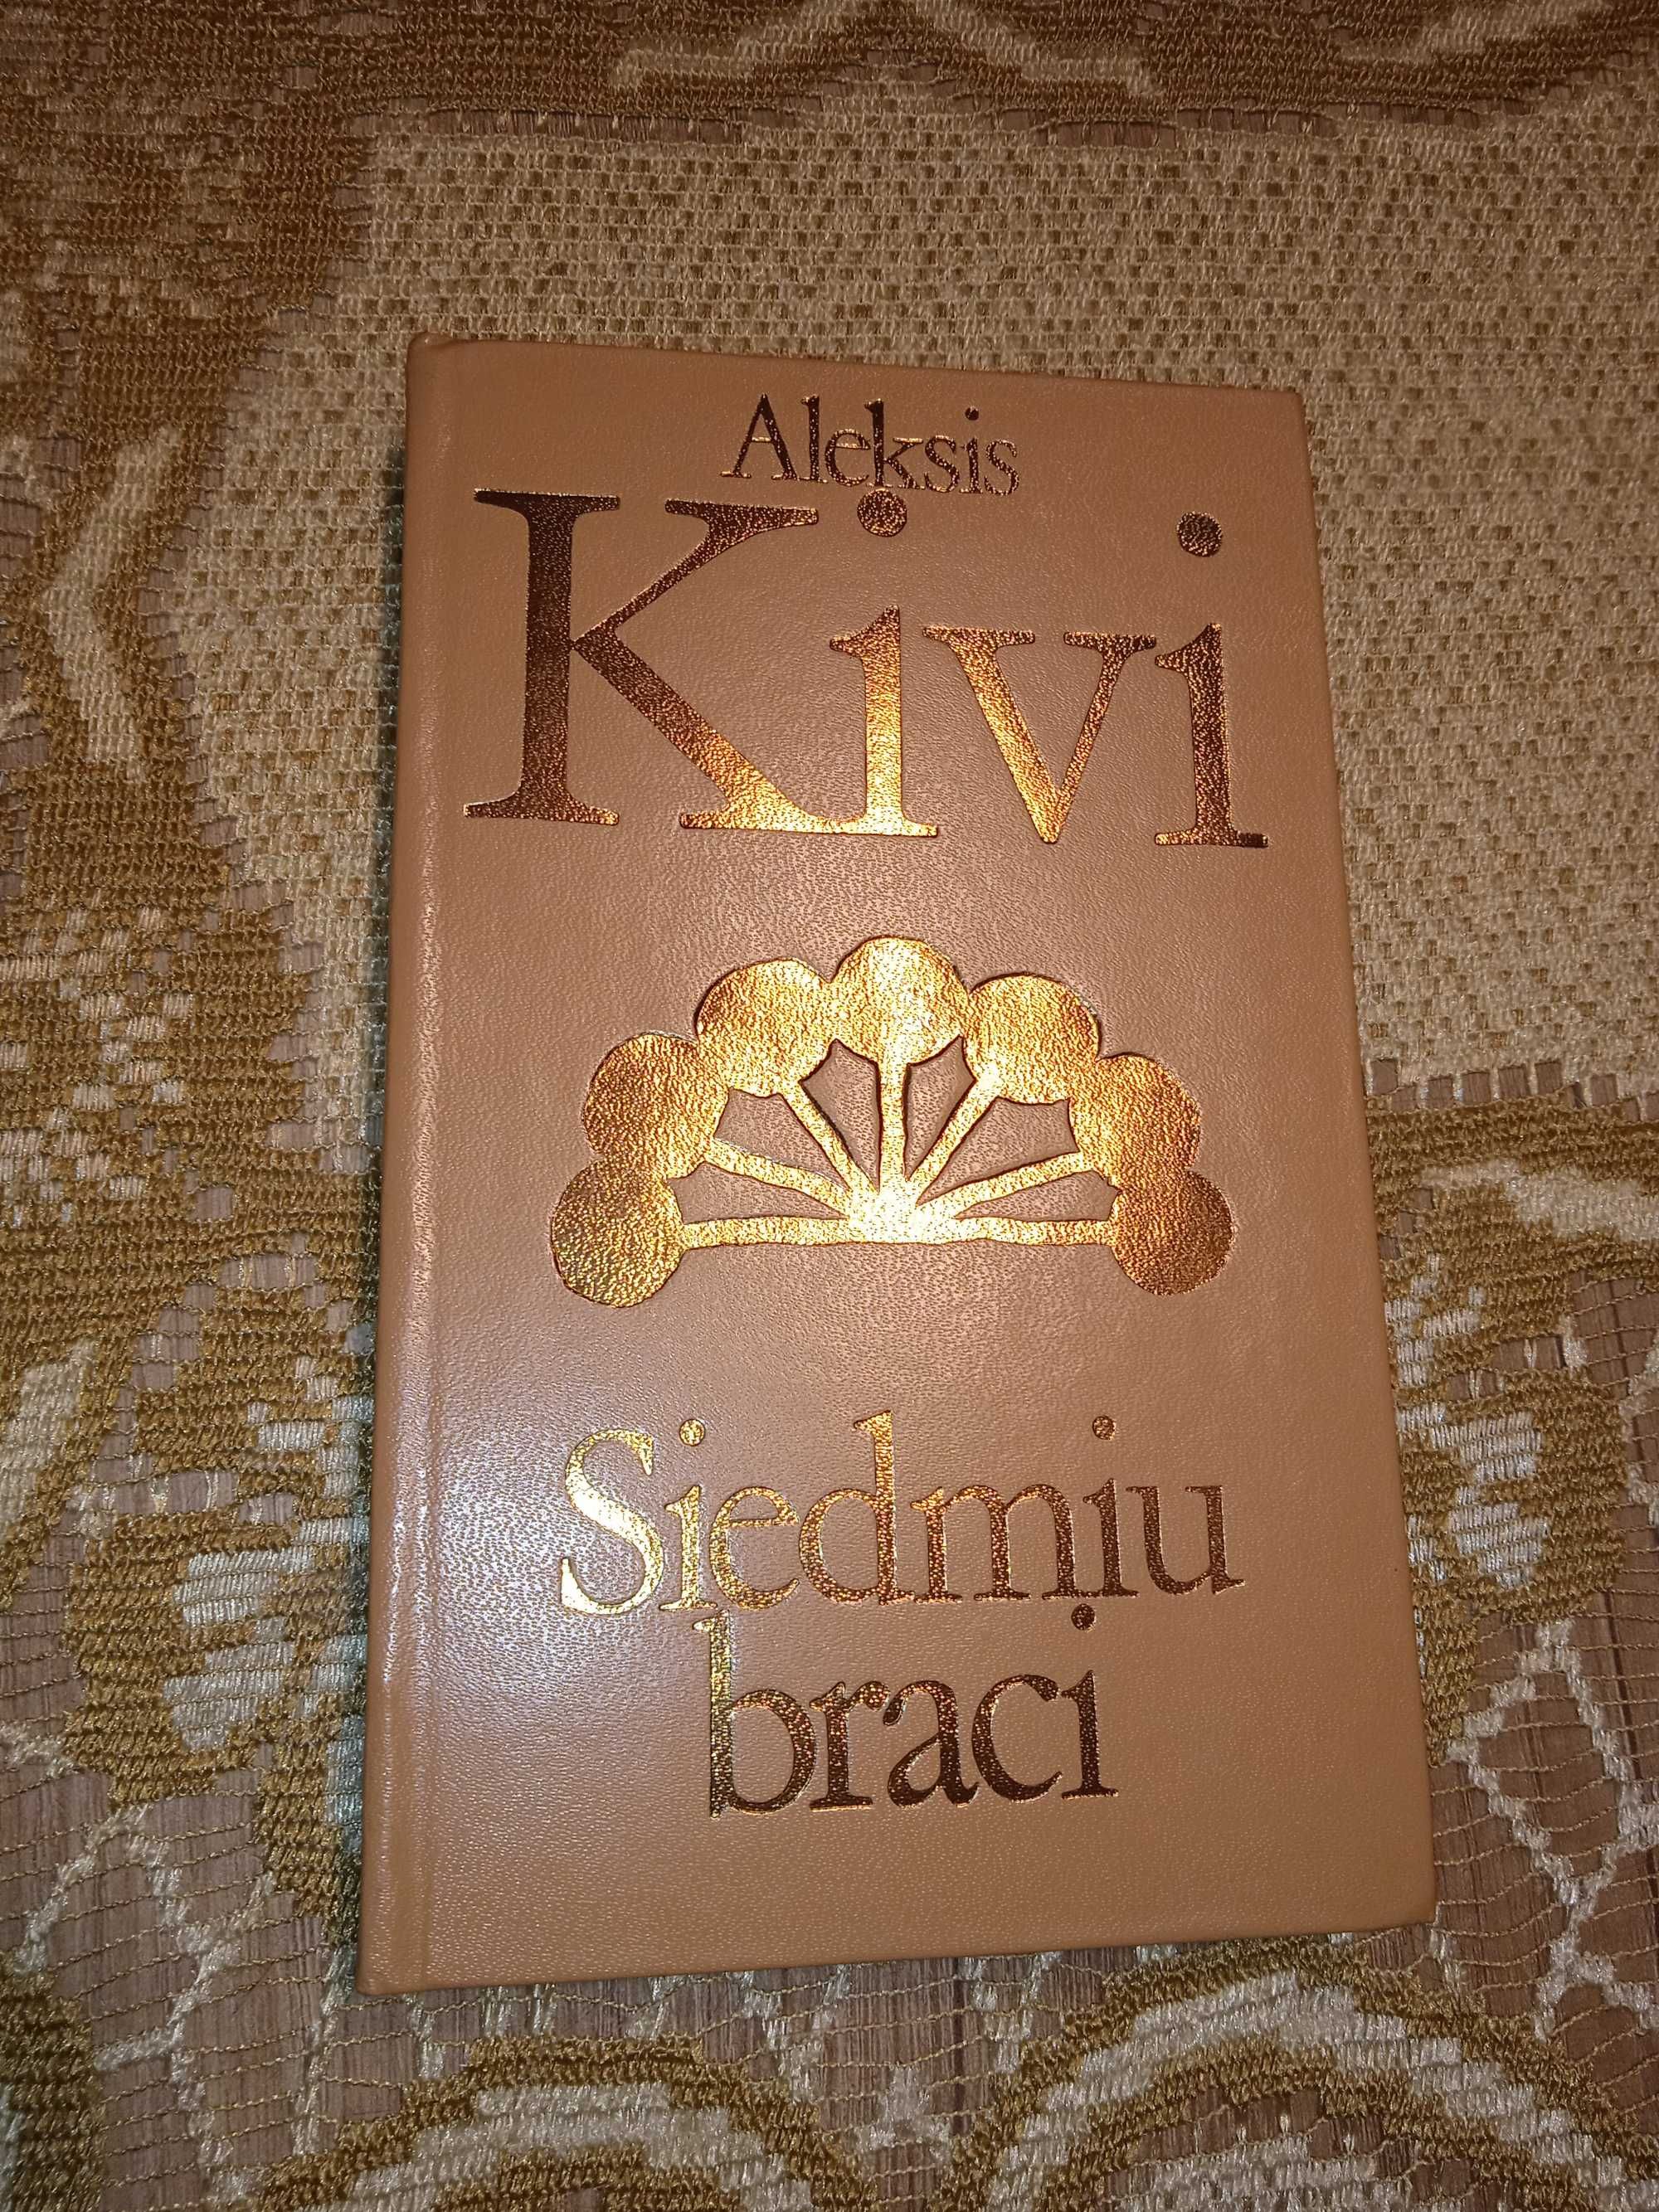 Aleksis
Kivi
Siedmiu
braci